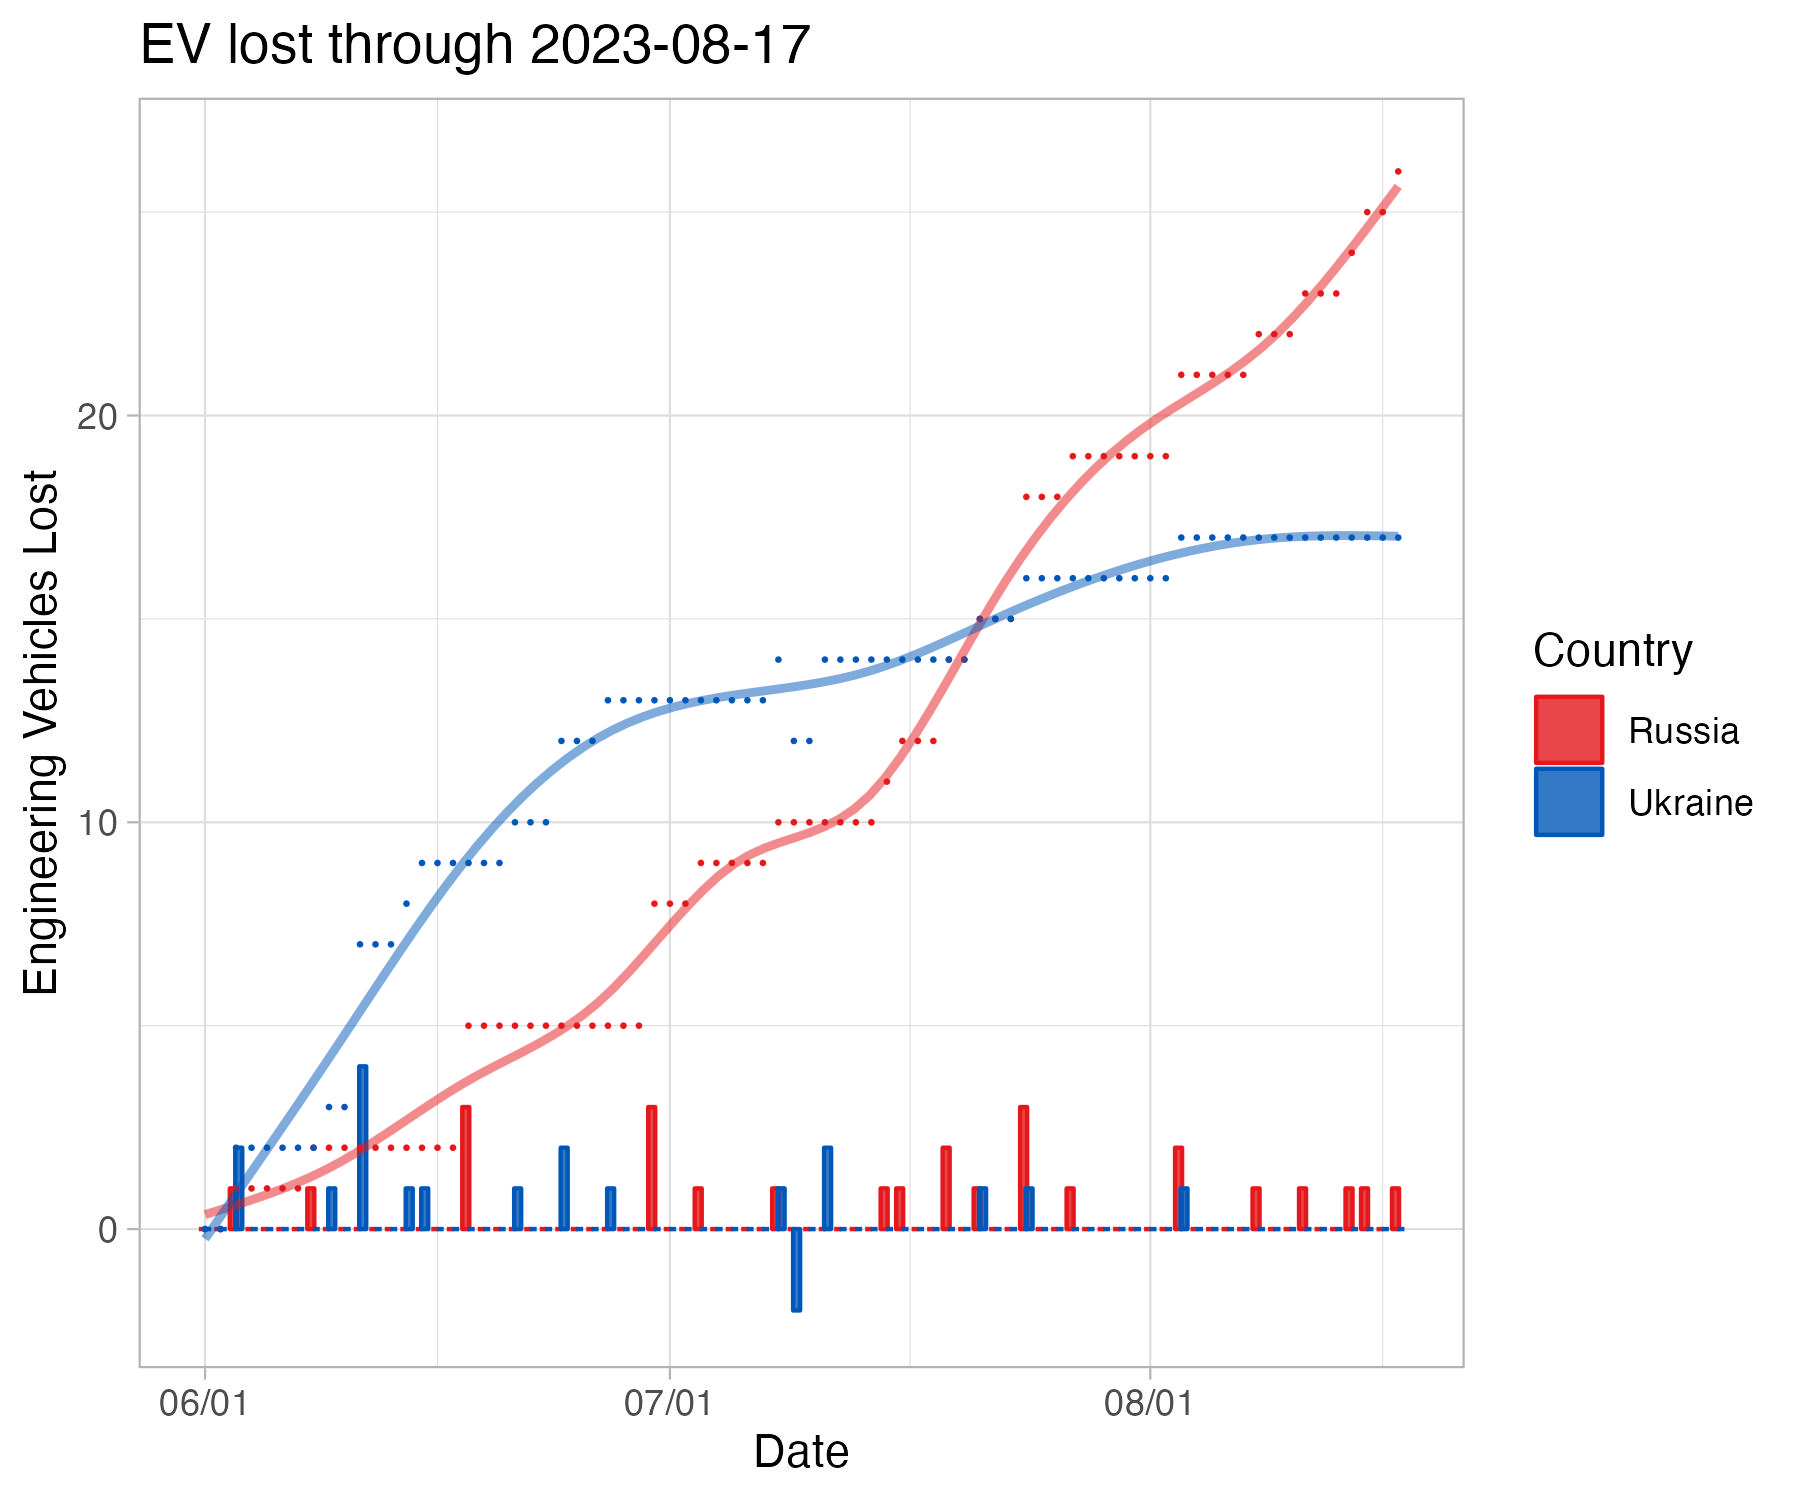 EV lost through 2023-08-17
Engineering Vehicles Lost
20
10
0
06/01
07/01
08/01
Date
Country
Russia
Ukraine